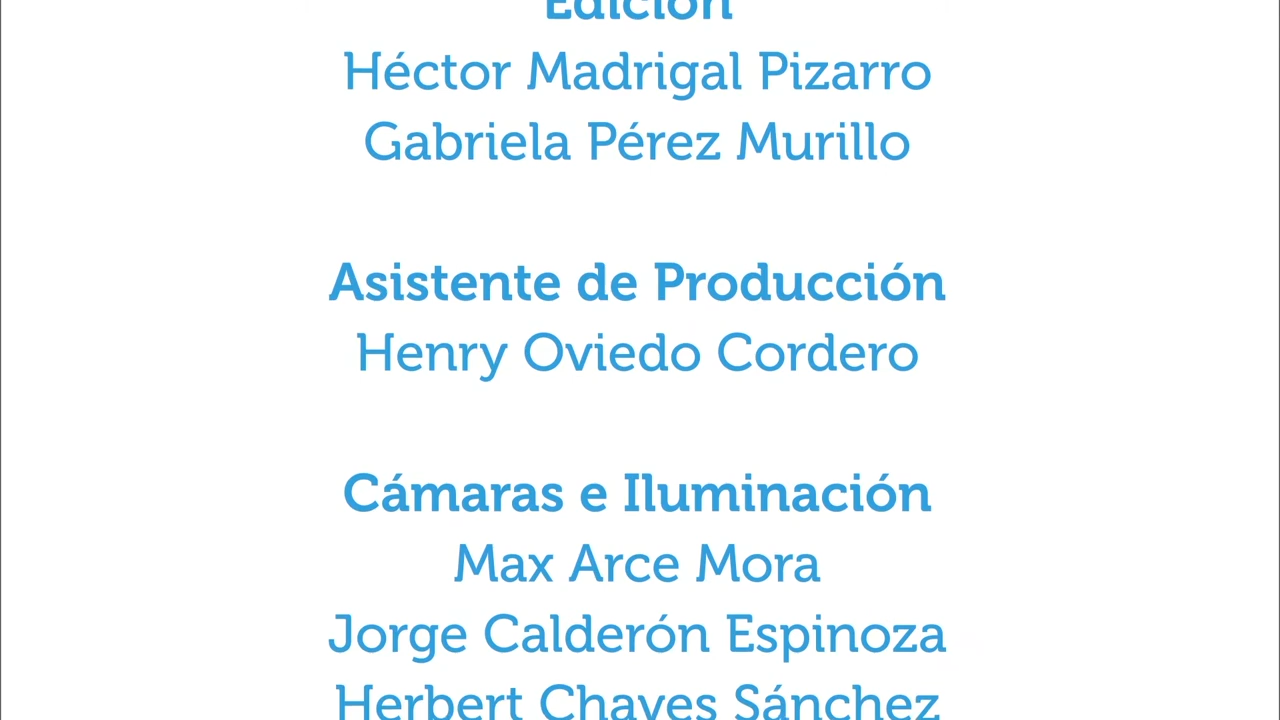 Edición
Héctor Madrigal Pizarro
Gabriela Pérez Murillo
Asistente de Producción
Henry Oviedo Cordero
Cámaras e Iluminación
Max Arce Mora
Jorge Calderón Espinoza
Herbert Chaves Sánchez